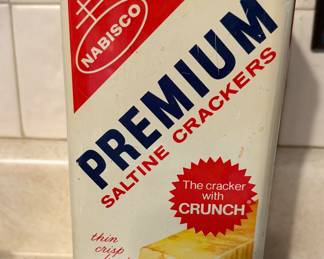 NABISCO
PREMIUM
SALTINE CRACKERS
The cracker
with
CRUNCH
thin
crisp